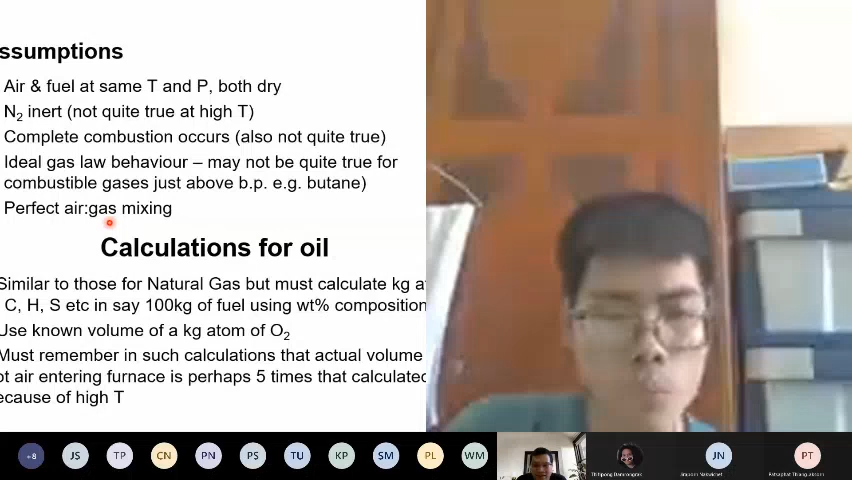 ssumptions
Air & fuel at same T and P, both dry
N2 inert (not quite true at high T)
Complete combustion occurs (also not quite true)
Ideal gas law behaviour – may not be quite true for
combustible gases just above b.p. e.g. butane)
Perfect air:gas mixing
Calculations for oil
Similar to those for Natural Gas but must calculate kg a
C, H, S etc in say 100kg of fuel using wt% composition
Use known volume of a kg atom of O2
Must remember in such calculations that actual volume
ot air entering furnace is perhaps 5 times that calculated
ecause of high T
+8 JS TP CN PN PS TU KP SM PL WM JN PT